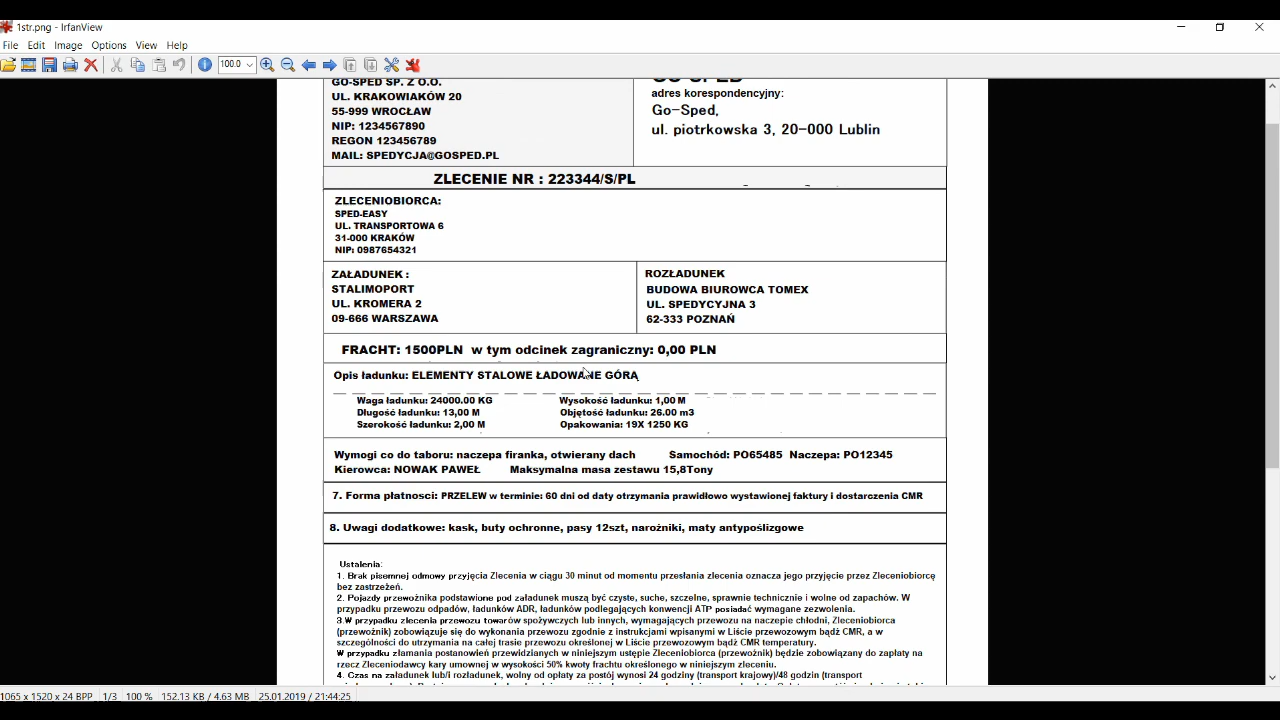 1str.png - IrfanView
File Edit Image Options View Help
100.0
GO-SPED SP. Z O.O.
UL. KRAKOWIAKÓW 20
55-999 WROCŁAW
NIP: 1234567890
REGON 123456789
MAIL: SPEDYCJA@GOSPED.PL
adres korespondencyjny:
Go-Sped,
ul. piotrkowska 3, 20-000 Lublin
ZLECENIE NR : 223344/S/PL
ZLECENIOBIORCA:
SPED-EASY
UL. TRANSPORTOWA 6
31-000 KRAKÓW
NIP: 0987654321
ZAŁADUNEK :
STALIMOPORT
UL. KROMERA 2
09-666 WARSZAWA
ROZŁADUNEK
BUDOWA BIUROWCA TOMEX
UL. SPEDYCYJNA 3
62-333 POZNAŃ
FRACHT: 1500PLN w tym odcinek zagraniczny: 0,00 PLN
Opis ładunku: ELEMENTY STALOWE ŁADOWANE GÓRĄ
Waga ładunku: 24000.00 KG Wysokość ładunku: 1,00 M
Długość ładunku: 13,00 M Objętość ładunku: 26.00 m3
Szerokość ładunku: 2,00 M Opakowania: 19X 1250 KG
Wymogi co do taboru: naczepa firanka, otwierany dach Samochód: PO65485 Naczepa: PO12345
Kierowca: NOWAK PAWEŁ Maksymalna masa zestawu 15,8Tony
7. Forma płatnosci: PRZELEW w terminie: 60 dni od daty otrzymania prawidłowo wystawionej faktury i dostarczenia CMR
8. Uwagi dodatkowe: kask, buty ochronne, pasy 12szt, narożniki, maty antypoślizgowe
Ustalenia:
1. Brak pisemnej odmowy przyjęcia Zlecenia w ciągu 30 minut od momentu przesłania zlecenia oznacza jego przyjęcie przez Zleceniobiorcę
bez zastrzeżeń.
2. Pojazdy przewoźnika podstawione pod załadunek muszą być czyste, suche, szczelne, sprawnie technicznie i wolne od zapachów. W
przypadku przewozu odpadów, ładunków ADR, ładunków podlegających konwencji ATP posiadać wymagane zezwolenia.
3.W przypadku zlecenia przewozu towarów spożywczych lub innych, wymagających przewozu na naczepie chłodni, Zleceniobiorca
(przewoźnik) zobowiązuje się do wykonania przewozu zgodnie z instrukcjami wpisanymi w Liście przewozowym bądź CMR, a w
szczególności do utrzymania na całej trasie przewozu określonej w Liście przewozowym bądź CMR temperatury.
W przypadku złamania postanowień przewidzianych w niniejszym ustępie Zleceniobiorca (przewoźnik) będzie zobowiązany do zapłaty na
rzecz Zleceniodawcy kary umownej w wysokości 50% kwoty frachtu określonego w niniejszym zleceniu.
4. Czas na załadunek lub/i rozładunek, wolny od opłaty za postój wynosi 24 godziny (transport krajowy)/48 godzin (transport
1065 x 1520 x 24 BPP 1/3 100 % 152.13 KB / 4.63 MB 25.01.2019 / 21:44:25